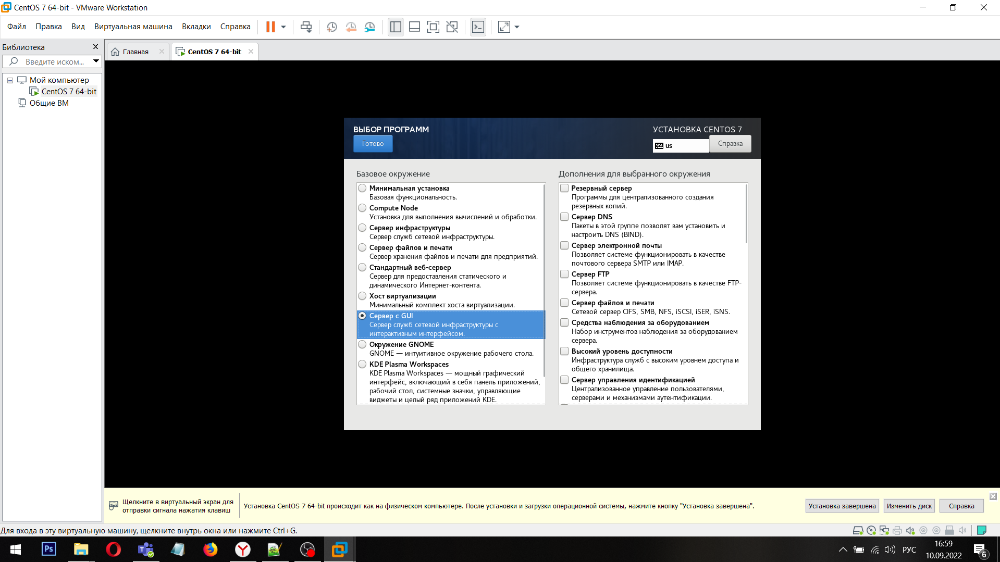 CentOS 7 64-bit - VMware Workstation
Файл Правка Вид Виртуальная машина Вкладки Справка
Библиотека
Введите иском...
Мой компьютер
CentOS 7 64-bit
Общие ВМ
Главная
CentOS 7 64-bit
ВЫБОР ПРОГРАММ
Готово
УСТАНОВКА CENTOS 7
us
Справка
Базовое окружение
Минимальная установка
Базовая функциональность.
Compute Node
Установка для выполнения вычислений и обработки.
Сервер инфраструктуры
Сервер служб сетевой инфраструктуры.
Сервер файлов и печати
Сервер хранения файлов и печати для предприятий.
Стандартный веб-сервер
Сервер для предоставления статического и
динамического Интернет-контента.
Хост виртуализации
Минимальный комплект хоста виртуализации.
Сервер с GUI
Сервер служб сетевой инфраструктуры с
интерактивным интерфейсом.
Окружение GNOME
GNOME — интуитивное окружение рабочего стола.
KDE Plasma Workspaces
KDE Plasma Workspaces — мощный графический
интерфейс, включающий в себя панель приложений,
рабочий стол, системные значки, управляющие
виджеты и целый ряд приложений KDE.
Дополнения для выбранного окружения
Резервный сервер
Программы для централизованного создания
резервных копий.
Сервер DNS
Пакеты в этой группе позволят вам установить и
настроить DNS (BIND).
Сервер электронной почты
Позволяет системе функционировать в качестве
почтового сервера SMTP или IMAP.
Сервер FTP
Позволяет системе функционировать в качестве FTP-
сервера.
Сервер файлов и печати
Сетевой сервер CIFS, SMB, NFS, iSCSI, iSER, iSNS.
Средства наблюдения за оборудованием
Набор инструментов наблюдения за оборудованием
сервера.
Высокий уровень доступности
Инфраструктура служб с высоким уровнем доступа и
общего хранилища.
Сервер управления идентификацией
Централизованное управление пользователями,
серверами и механизмами аутентификации.
Щелкните в виртуальный экран для
отправки сигнала нажатия клавиш
Установка CentOS 7 64-bit происходит как на физическом компьютере. После установки и загрузки операционной системы, нажмите кнопку "Установка завершена".
Установка завершена
Изменить диск
Справка
Для входа в эту виртуальную машину, щелкните внутрь окна или нажмите Ctrl+G.
Ps
РУС
16:59
10.09.2022
6